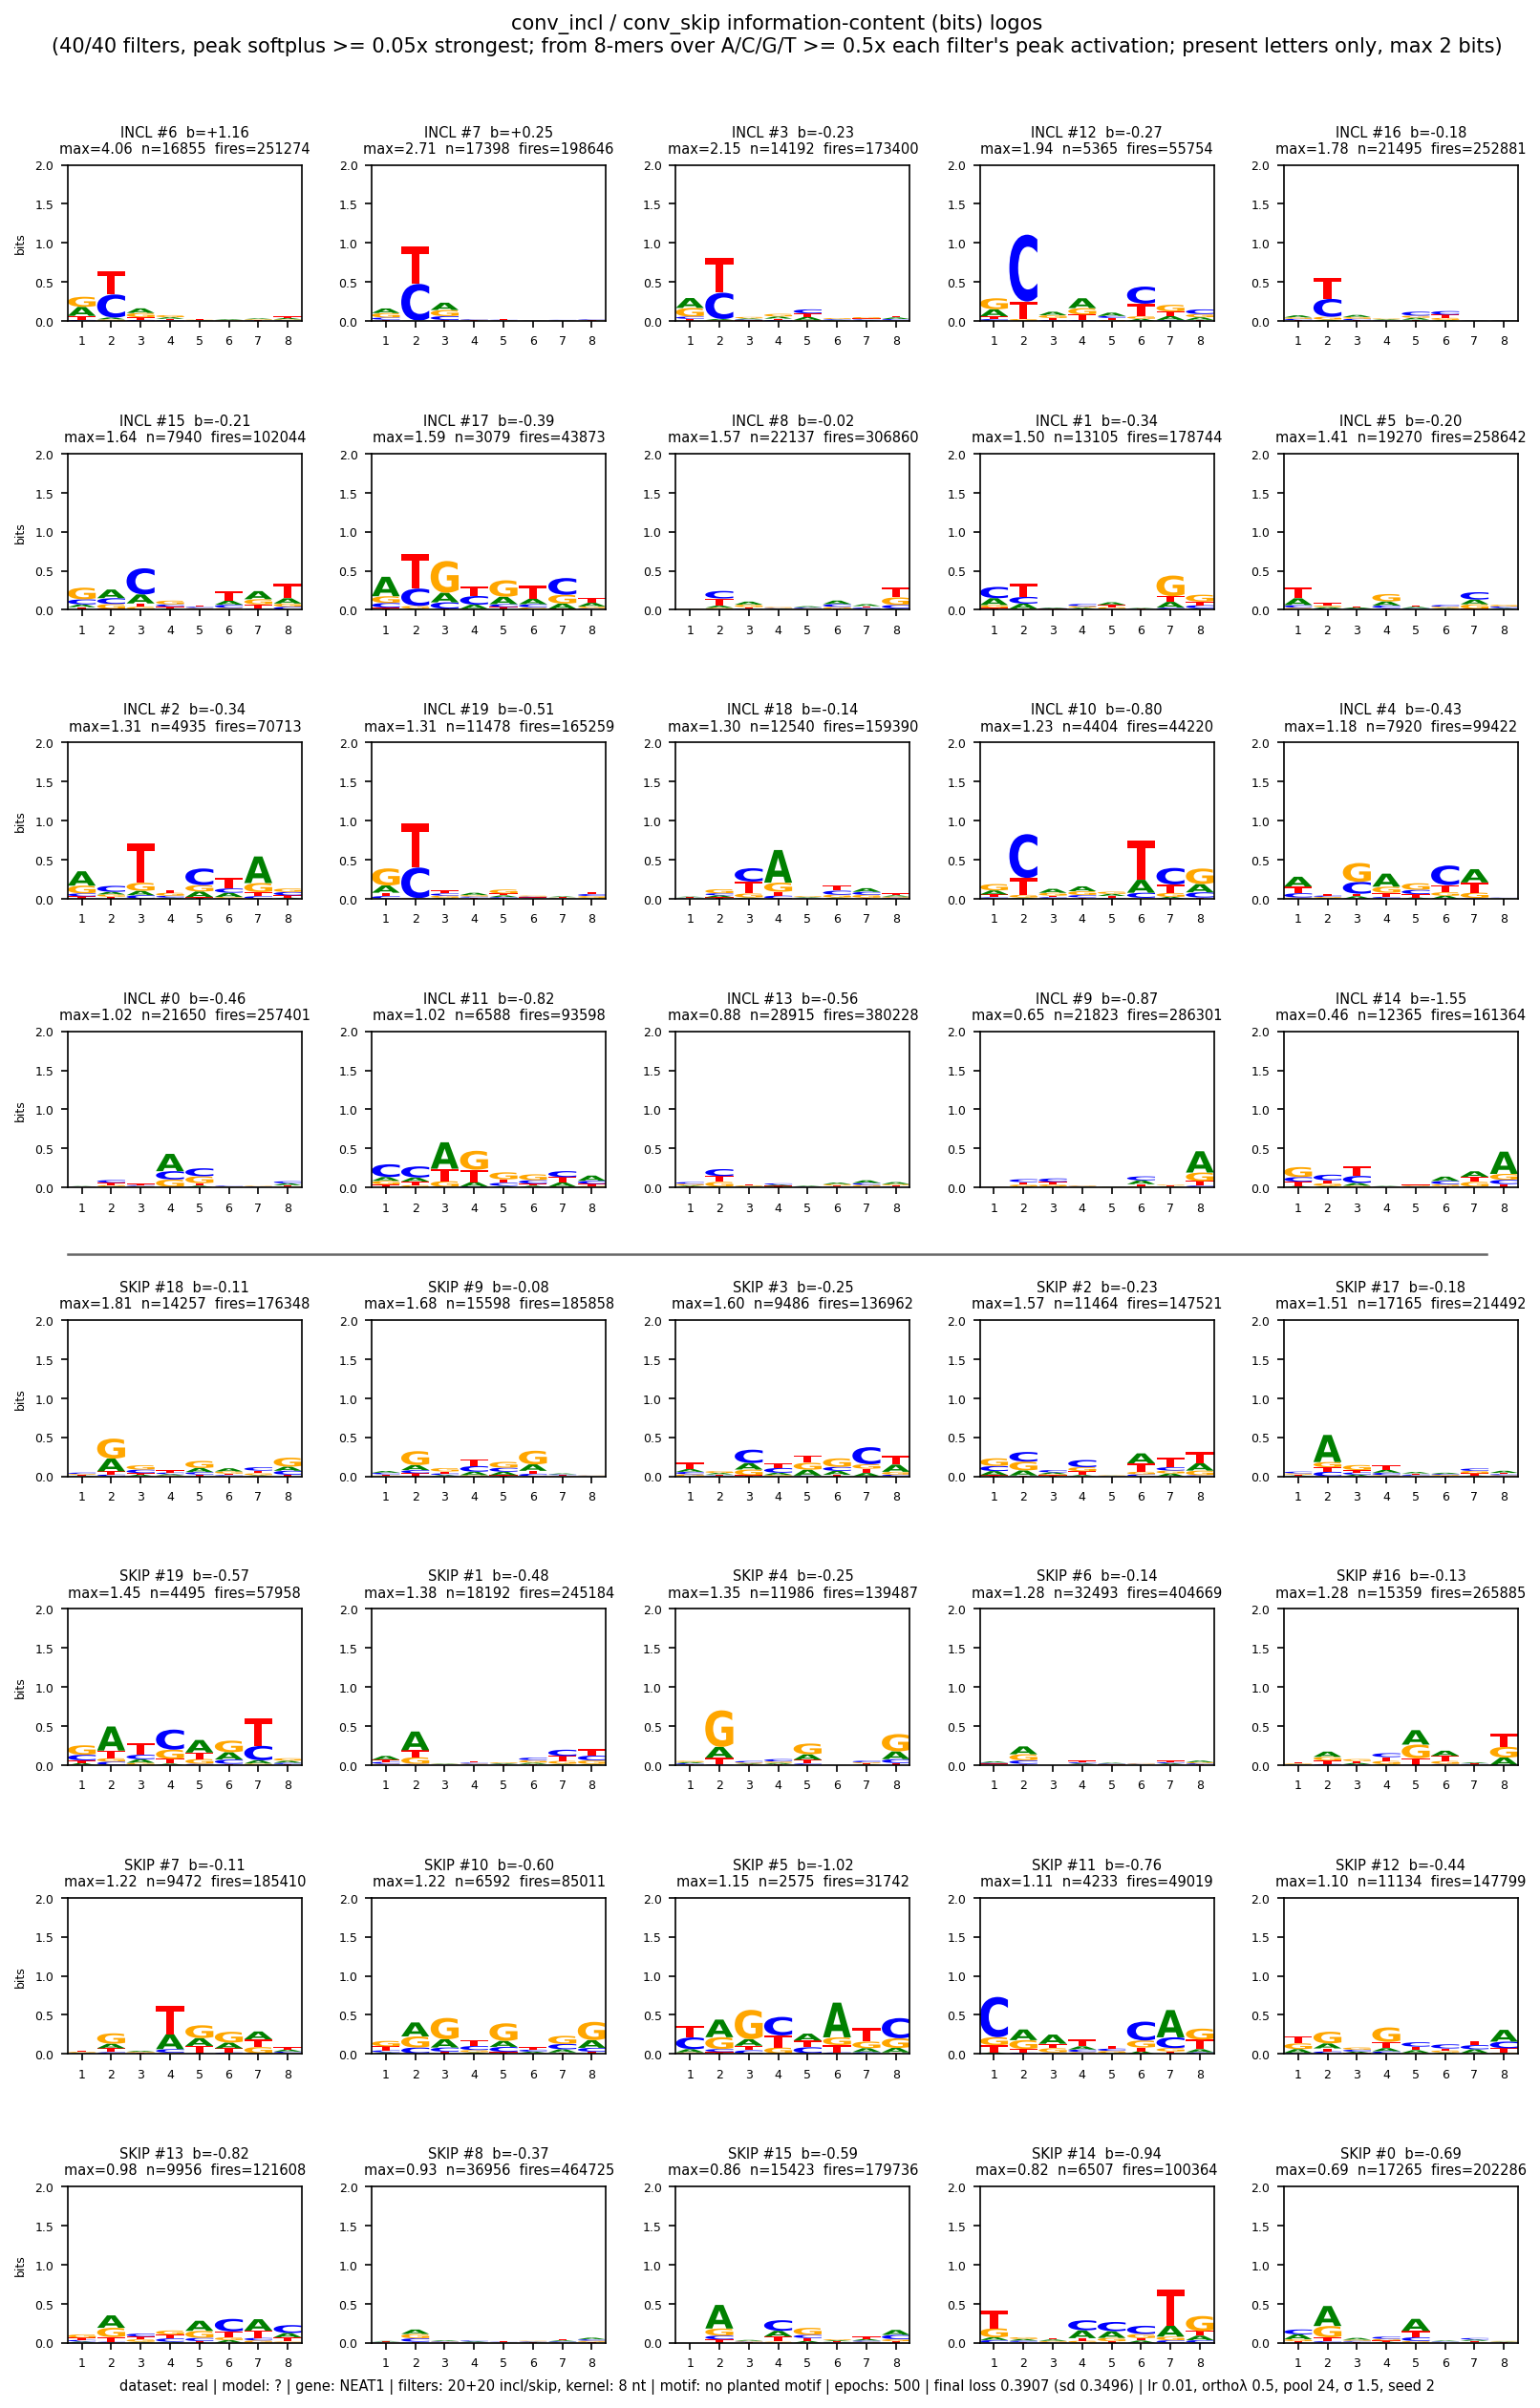 conv_incl / conv_skip information-content (bits) logos
(40/40 filters, peak softplus >= 0.05x strongest; from 8-mers over A/C/G/T >= 0.5x each filter's peak activation; present letters only, max 2 bits)
INCL #6 b=+1.16
max=4.06 n=16855 fires=251274
INCL #7 b=+0.25
max=2.71 n=17398 fires=198646
INCL #3 b=-0.23
max=2.15 n=14192 fires=173400
INCL #12 b=-0.27
max=1.94 n=5365 fires=55754
INCL #16 b=-0.18
max=1.78 n=21495 fires=252881
INCL #15 b=-0.21
max=1.64 n=7940 fires=102044
INCL #17 b=-0.39
max=1.59 n=3079 fires=43873
INCL #8 b=-0.02
max=1.57 n=22137 fires=306860
INCL #1 b=-0.34
max=1.50 n=13105 fires=178744
INCL #5 b=-0.20
max=1.41 n=19270 fires=258642
INCL #2 b=-0.34
max=1.31 n=4935 fires=70713
INCL #19 b=-0.51
max=1.31 n=11478 fires=165259
INCL #18 b=-0.14
max=1.30 n=12540 fires=159390
INCL #10 b=-0.80
max=1.23 n=4404 fires=44220
INCL #4 b=-0.43
max=1.18 n=7920 fires=99422
INCL #0 b=-0.46
max=1.02 n=21650 fires=257401
INCL #11 b=-0.82
max=1.02 n=6588 fires=93598
INCL #13 b=-0.56
max=0.88 n=28915 fires=380228
INCL #9 b=-0.87
max=0.65 n=21823 fires=286301
INCL #14 b=-1.55
max=0.46 n=12365 fires=161364
SKIP #18 b=-0.11
max=1.81 n=14257 fires=176348
SKIP #9 b=-0.08
max=1.68 n=15598 fires=185858
SKIP #3 b=-0.25
max=1.60 n=9486 fires=136962
SKIP #2 b=-0.23
max=1.57 n=11464 fires=147521
SKIP #17 b=-0.18
max=1.51 n=17165 fires=214492
SKIP #19 b=-0.57
max=1.45 n=4495 fires=57958
SKIP #1 b=-0.48
max=1.38 n=18192 fires=245184
SKIP #4 b=-0.25
max=1.35 n=11986 fires=139487
SKIP #6 b=-0.14
max=1.28 n=32493 fires=404669
SKIP #16 b=-0.13
max=1.28 n=15359 fires=265885
SKIP #7 b=-0.11
max=1.22 n=9472 fires=185410
SKIP #10 b=-0.60
max=1.22 n=6592 fires=85011
SKIP #5 b=-1.02
max=1.15 n=2575 fires=31742
SKIP #11 b=-0.76
max=1.11 n=4233 fires=49019
SKIP #12 b=-0.44
max=1.10 n=11134 fires=147799
SKIP #13 b=-0.82
max=0.98 n=9956 fires=121608
SKIP #8 b=-0.37
max=0.93 n=36956 fires=464725
SKIP #15 b=-0.59
max=0.86 n=15423 fires=179736
SKIP #14 b=-0.94
max=0.82 n=6507 fires=100364
SKIP #0 b=-0.69
max=0.69 n=17265 fires=202286
dataset: real | model: ? | gene: NEAT1 | filters: 20+20 incl/skip, kernel: 8 nt | motif: no planted motif | epochs: 500 | final loss 0.3907 (sd 0.3496) | lr 0.01, orthoλ 0.5, pool 24, σ 1.5, seed 2